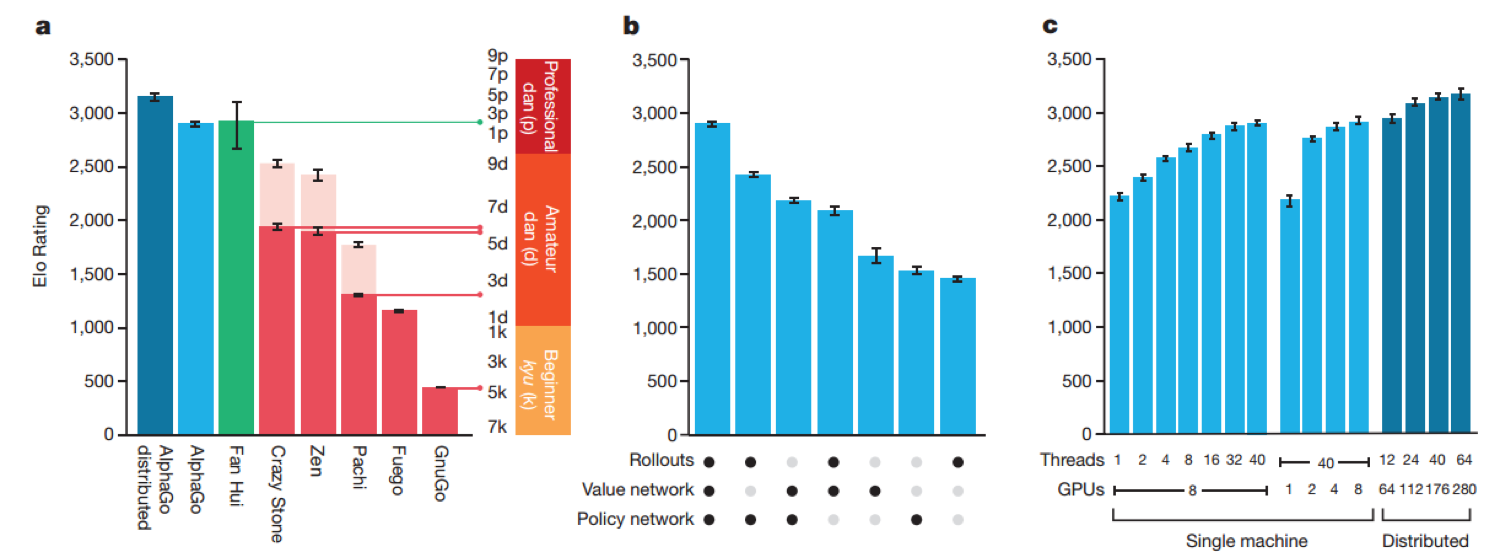 a
3,500
3,000
2,500
2,000
1,500
1,000
500
0
Elo Rating
AlphaGo distributed
AlphaGo
Fan Hui
Crazy Stone
Zen
Pachi
Fuego
GnuGo
9p
7p
5p
3p
1p
9d
7d
5d
3d
1d
1k
3k
5k
7k
Professional dan (p)
Amateur dan (d)
Beginner kyu (k)
b
3,500
3,000
2,500
2,000
1,500
1,000
500
0
Rollouts
Value network
Policy network
c
3,500
3,000
2,500
2,000
1,500
1,000
500
0
Threads 1 2 4 8 16 32 40 40 12 24 40 64
GPUs 8 1 2 4 8 64 112 176 280
Single machine Distributed